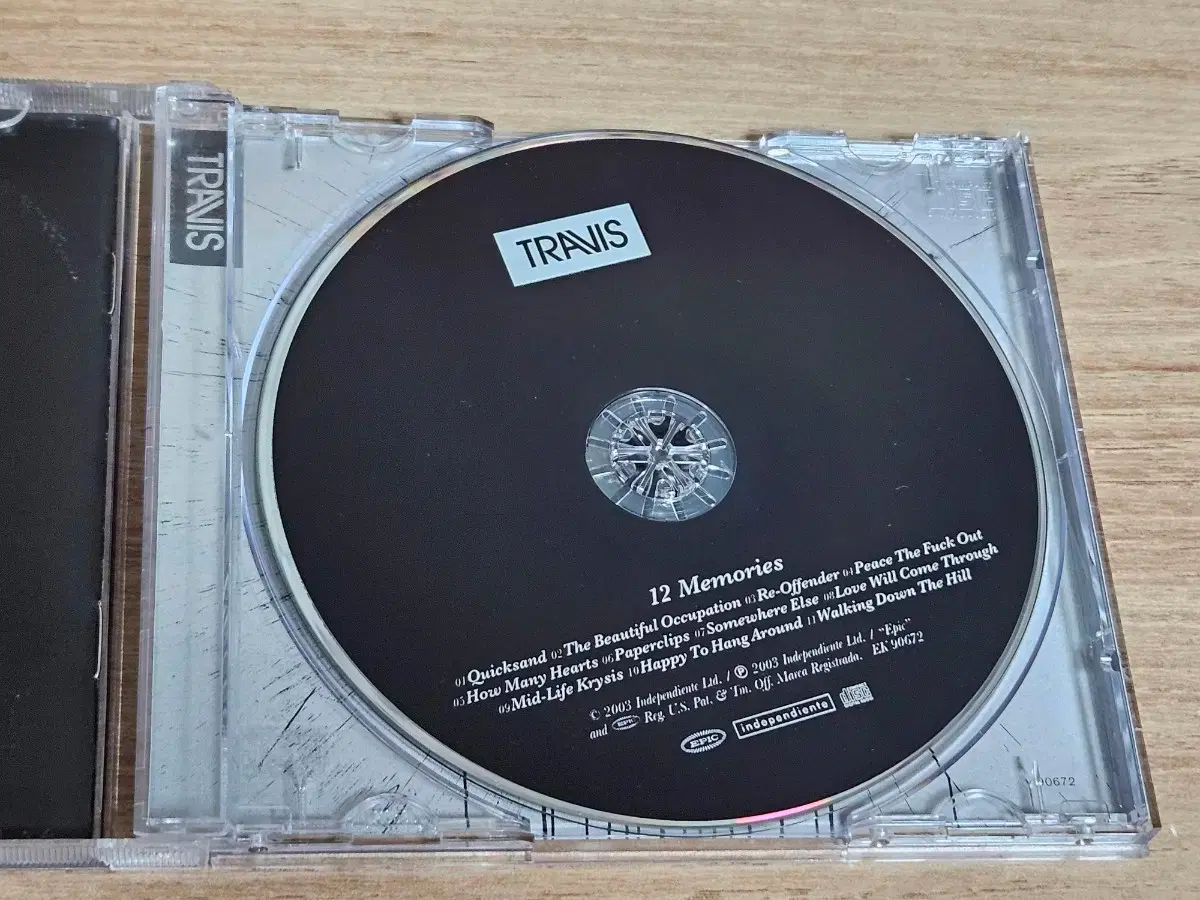 TRAVIS
TRAVIS
12 Memories
01 Quicksand 02 The Beautiful Occupation 03 Re-Offender 04 Peace The Fuck Out
05 How Many Hearts 06 Paperclips 07 Somewhere Else 08 Love Will Come Through
09 Mid-Life Krysis 10 Happy To Hang Around 11 Walking Down The Hill
© 2003 Independiente Ltd. / ℗ 2003 Independiente Ltd. / "Epic"
and EPIC Reg. U.S. Pat. & Tm. Off. Marca Registrada. EK 90672
EPIC independiente disc
90672